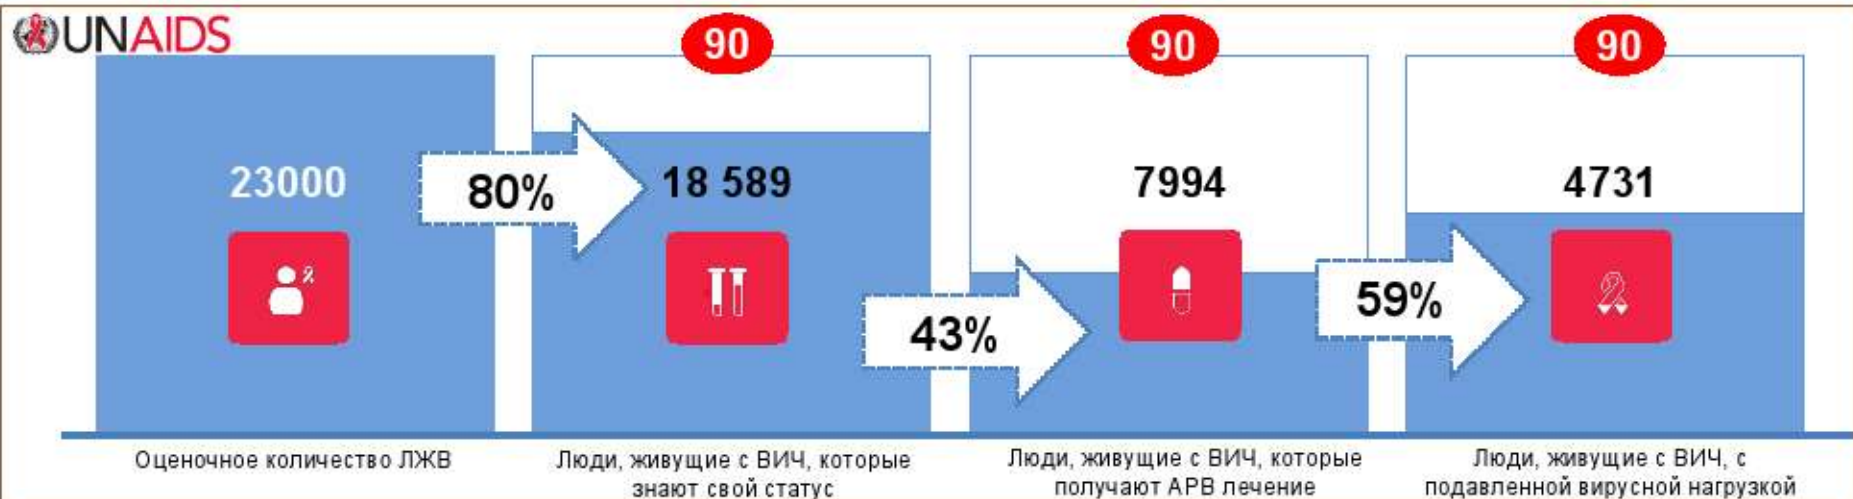 UNAIDS
90
90
90
23000
80%
18 589
7994
4731
43%
59%
Оценочное количество ЛЖВ
Люди, живущие с ВИЧ, которые
знают свой статус
Люди, живущие с ВИЧ, которые
получают АРВ лечение
Люди, живущие с ВИЧ, с
подавленной вирусной нагрузкой